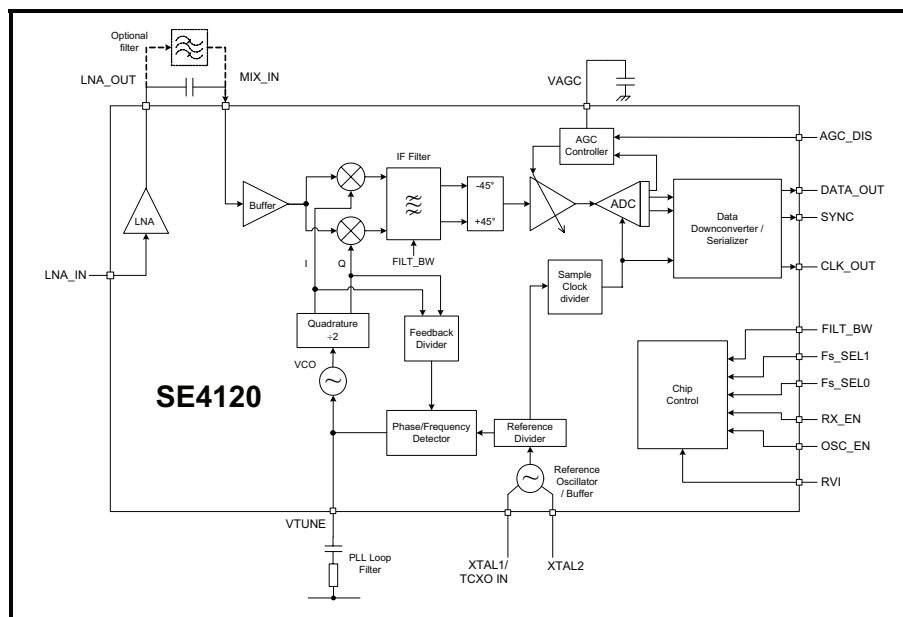 Optional
filter
LNA_OUT
MIX_IN
VAGC
AGC
Controller
AGC_DIS
IF Filter
-45°
+45°
Buffer
LNA
ADC
Data
Downconverter /
Serializer
DATA_OUT
SYNC
CLK_OUT
LNA_IN
I
Q
FILT_BW
Sample
Clock
divider
Quadrature
÷2
Feedback
Divider
VCO
SE4120
Phase/Frequency
Detector
Reference
Divider
Reference
Oscillator
/ Buffer
Chip
Control
FILT_BW
Fs_SEL1
Fs_SEL0
RX_EN
OSC_EN
RVI
VTUNE
PLL Loop
Filter
XTAL1/
TCXO IN
XTAL2